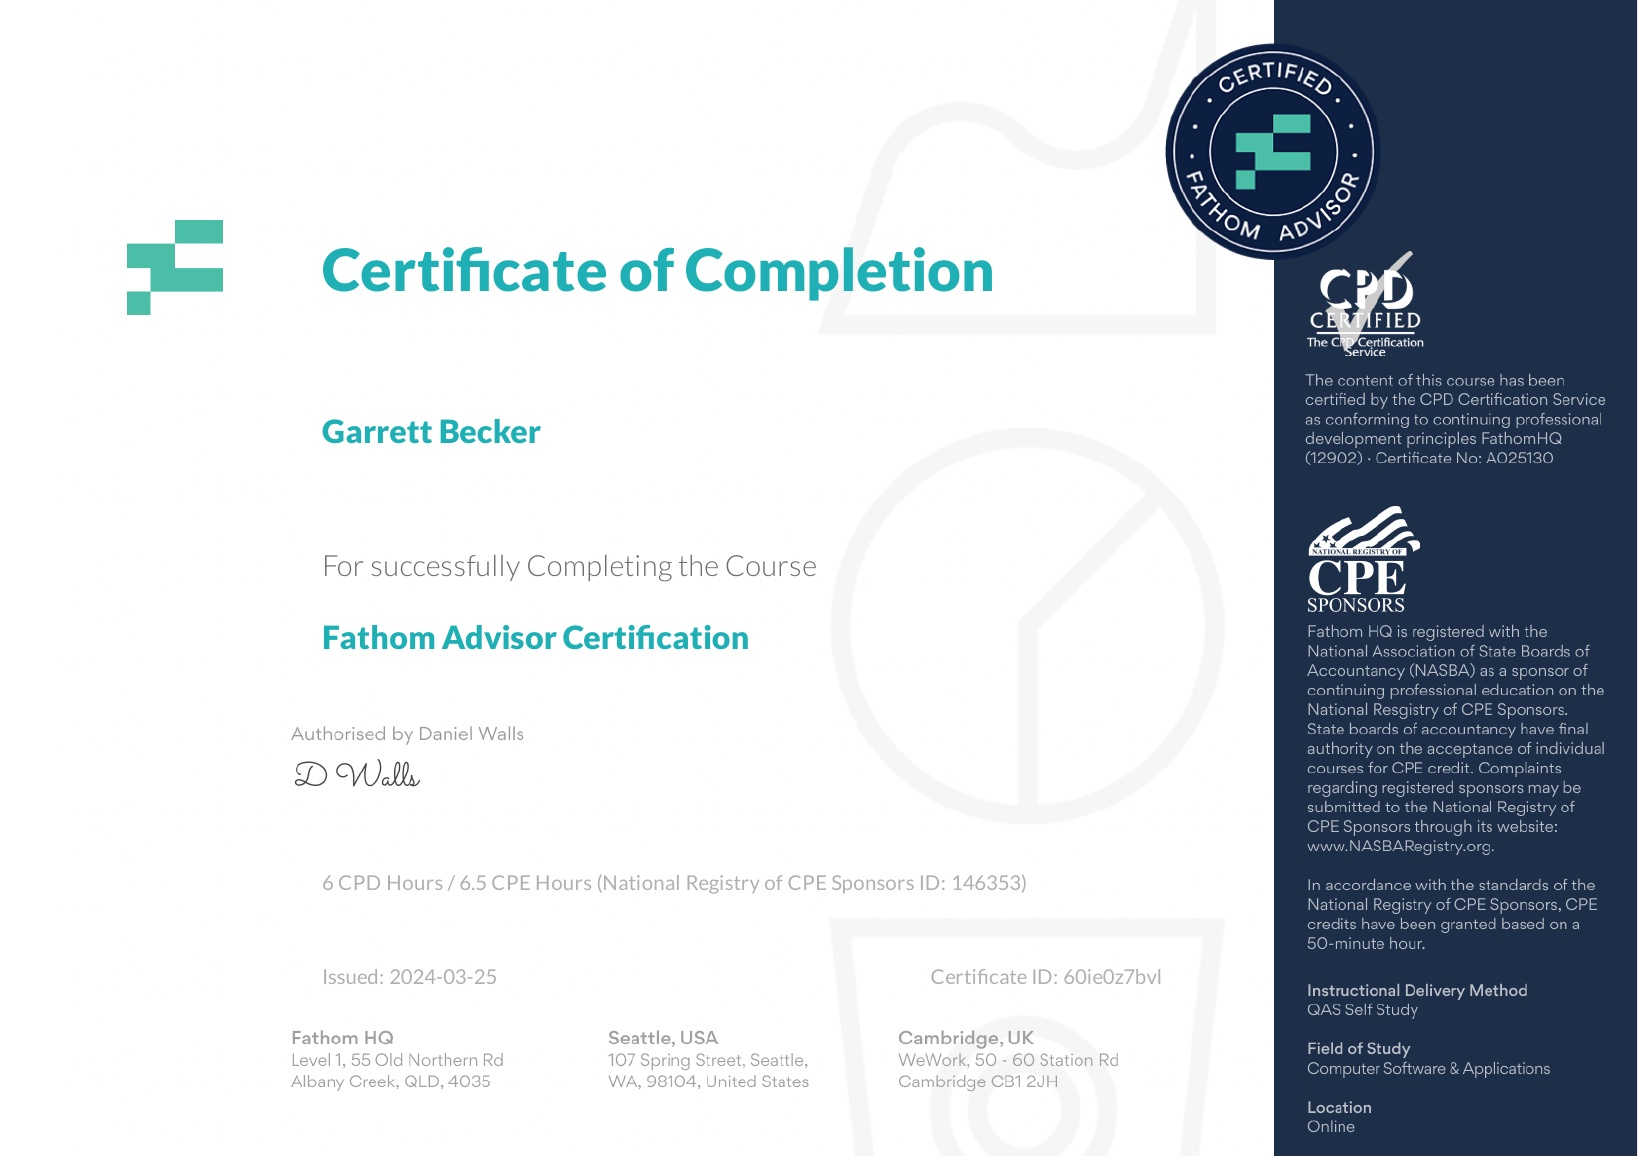 CERTIFIED
FATHOM ADVISOR
Certificate of Completion
Garrett Becker
For successfully Completing the Course
Fathom Advisor Certification
Authorised by Daniel Walls
D Walls
6 CPD Hours / 6.5 CPE Hours (National Registry of CPE Sponsors ID: 146353)
Issued: 2024-03-25
Certificate ID: 60ie0z7bvl
Fathom HQ
Level 1, 55 Old Northern Rd
Albany Creek, QLD, 4035
Seattle, USA
107 Spring Street, Seattle,
WA, 98104, United States
Cambridge, UK
WeWork, 50 - 60 Station Rd
Cambridge CB1 2JH
CPD
CERTIFIED
The CPD Certification
Service
The content of this course has been
certified by the CPD Certification Service
as conforming to continuing professional
development principles FathomHQ
(12902) · Certificate No: A025130
NATIONAL REGISTRY OF
CPE
SPONSORS
Fathom HQ is registered with the
National Association of State Boards of
Accountancy (NASBA) as a sponsor of
continuing professional education on the
National Resgistry of CPE Sponsors.
State boards of accountancy have final
authority on the acceptance of individual
courses for CPE credit. Complaints
regarding registered sponsors may be
submitted to the National Registry of
CPE Sponsors through its website:
www.NASBARegistry.org.
In accordance with the standards of the
National Registry of CPE Sponsors, CPE
credits have been granted based on a
50-minute hour.
Instructional Delivery Method
QAS Self Study
Field of Study
Computer Software & Applications
Location
Online